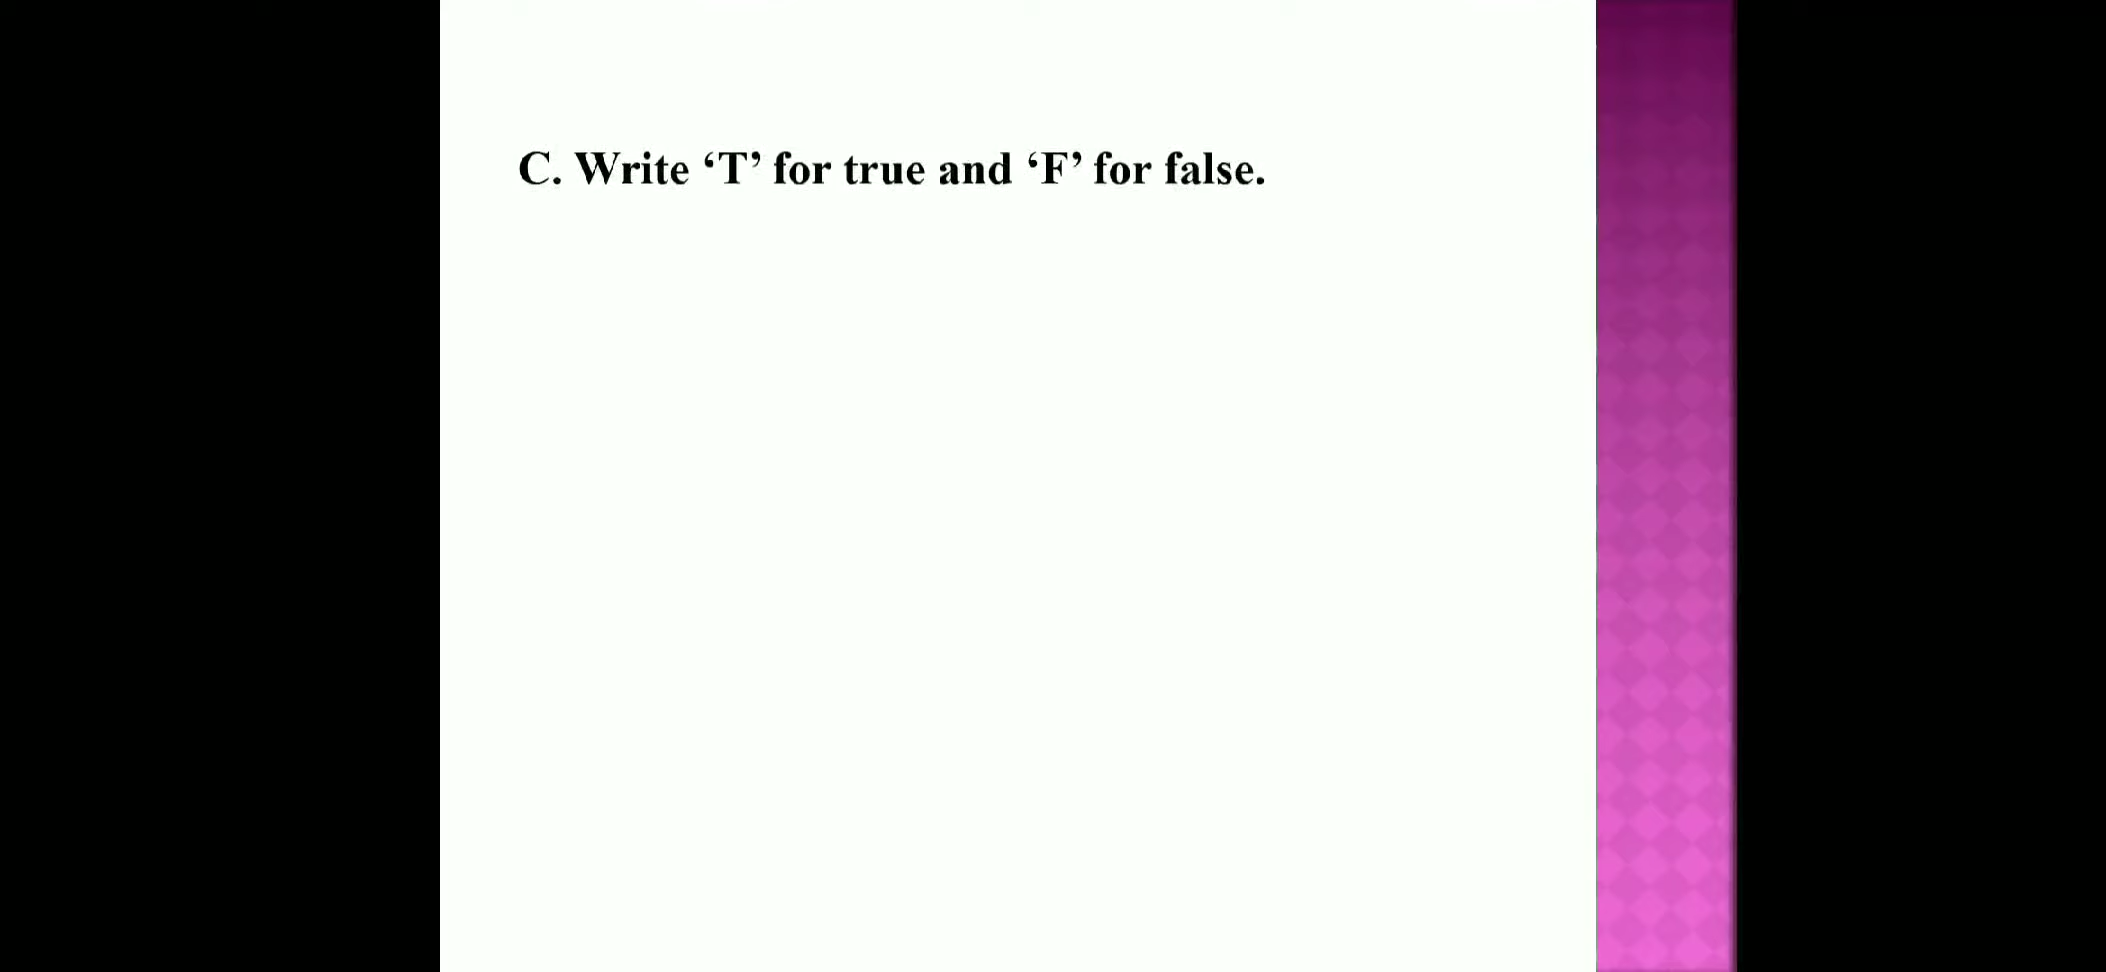 C. Write ‘T’ for true and ‘F’ for false.